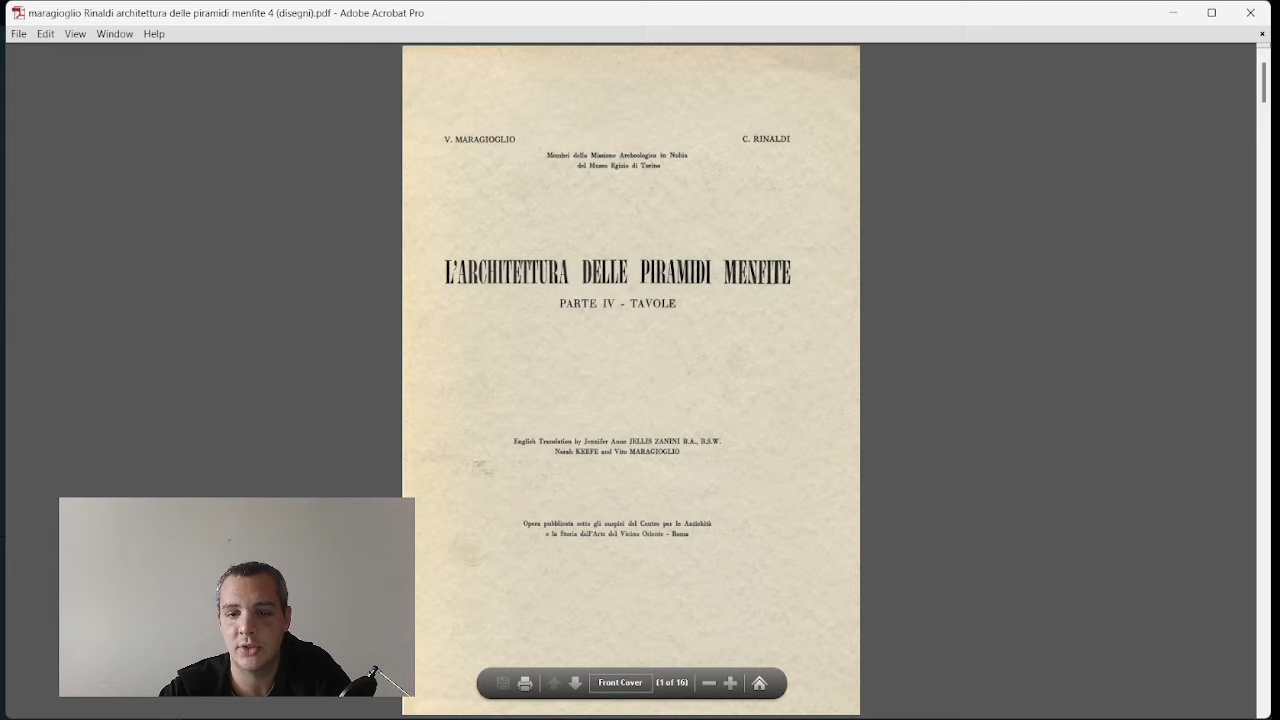 maragioglio Rinaldi architettura delle piramidi menfite 4 (disegni).pdf - Adobe Acrobat Pro
File Edit View Window Help
V. MARAGIOGLIO C. RINALDI
Membri della Missione Archeologica in Nubia
del Museo Egizio di Torino
L'ARCHITETTURA DELLE PIRAMIDI MENFITE
PARTE IV - TAVOLE
English Translation by Jennifer Anne JELLIS ZANINI B.A., B.S.W.
Norah KEEFE and Vito MARAGIOGLIO
Opera pubblicata sotto gli auspici del Centro per le Antichità
e la Storia dell'Arte del Vicino Oriente - Roma
Front Cover (1 of 16)